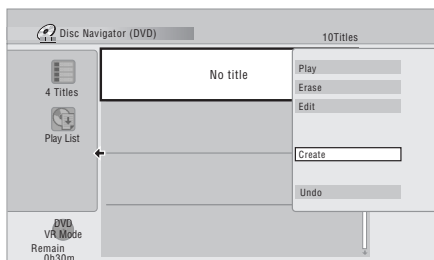 Disc Navigator (DVD)
10Titles
4 Titles
Play List
No title
Play
Erase
Edit
Create
Undo
DVD
VR Mode
Remain
0h30m